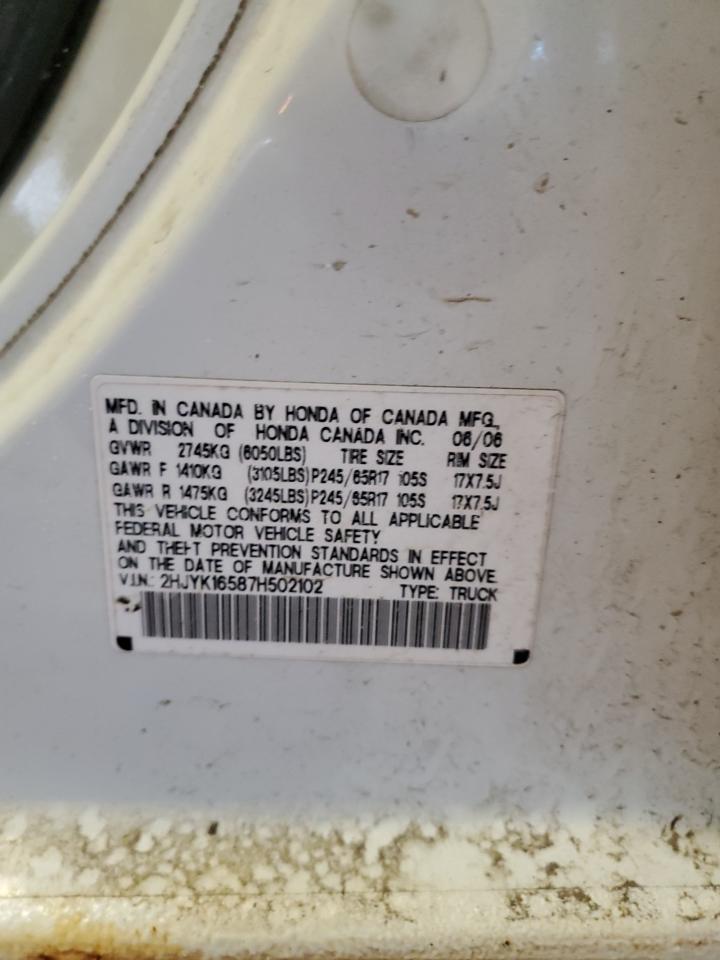 MFD. IN CANADA BY HONDA OF CANADA MFG.,
A DIVISION OF HONDA CANADA INC. 06/06
GVWR 2745KG (6050LBS) TIRE SIZE RIM SIZE
GAWR F 1410KG (3105LBS)P245/65R17 105S 17X7.5J
GAWR R 1475KG (3245LBS)P245/65R17 105S 17X7.5J
THIS VEHICLE CONFORMS TO ALL APPLICABLE
FEDERAL MOTOR VEHICLE SAFETY
AND THEFT PREVENTION STANDARDS IN EFFECT
ON THE DATE OF MANUFACTURE SHOWN ABOVE.
V.I.N.: 2HJYK16587H502102 TYPE: TRUCK